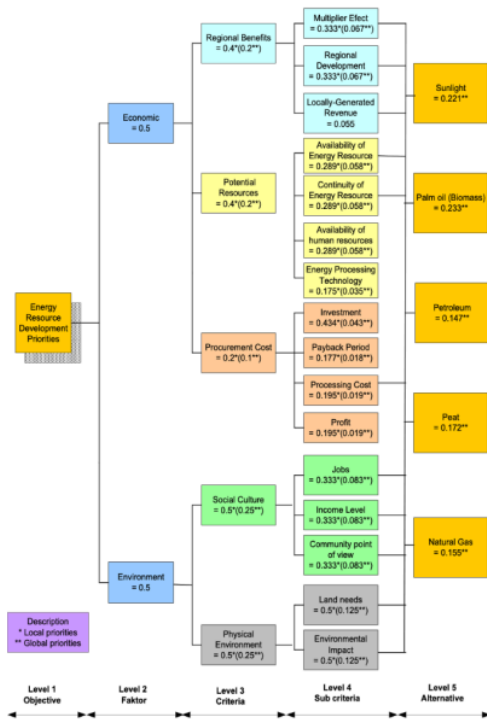 Energy
Resource
Development
Priorities
Description
* Local priorities
** Global priorities
Economic
= 0.5
Environment
= 0.5
Regional Benefits
= 0.4*(0.2**)
Potential
Resources
= 0.4*(0.2**)
Procurement Cost
= 0.2*(0.1**)
Social Culture
= 0.5*(0.25**)
Physical
Environment
= 0.5*(0.25**)
Multiplier Efect
= 0.333*(0.067**)
Regional
Development
= 0.333*(0.067**)
Locally-Generated
Revenue
= 0.055
Availability of
Energy Resource
= 0.289*(0.058**)
Continuity of
Energy Resource
= 0.289*(0.058**)
Availability of
human resources
= 0.289*(0.058**)
Energy Processing
Technology
= 0.175*(0.035**)
Investment
= 0.434*(0.043**)
Payback Period
= 0.177*(0.018**)
Processing Cost
= 0.195*(0.019**)
Profit
= 0.195*(0.019**)
Jobs
= 0.333*(0.083**)
Income Level
= 0.333*(0.083**)
Community point
of view
= 0.333*(0.083**)
Land needs
= 0.5*(0.125**)
Environmental
Impact
= 0.5*(0.125**)
Sunlight
= 0.221**
Palm oil (Biomass)
= 0.233**
Petroleum
= 0.147**
Peat
= 0.172**
Natural Gas
= 0.155**
Level 1
Objective
Level 2
Faktor
Level 3
Criteria
Level 4
Sub criteria
Level 5
Alternative